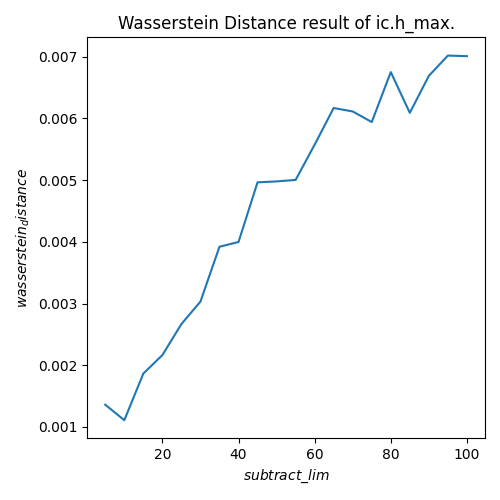 Wasserstein Distance result of ic.h_max.
0.007
0.006
0.005
0.004
0.003
0.002
0.001
wasserstein_distance
20 40 60 80 100
subtract_lim